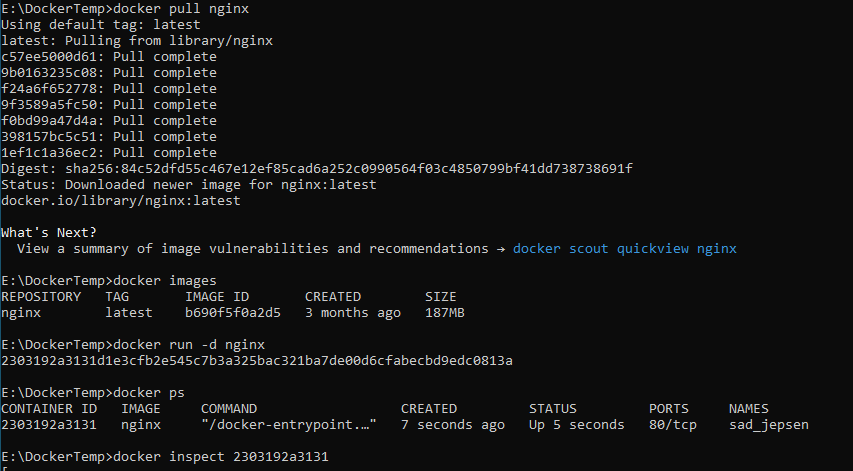 E:\DockerTemp>docker pull nginx
Using default tag: latest
latest: Pulling from library/nginx
c57ee5000d61: Pull complete
9b0163235c08: Pull complete
f24a6f652778: Pull complete
9f3589a5fc50: Pull complete
f0bd99a47d4a: Pull complete
398157bc5c51: Pull complete
1ef1c1a36ec2: Pull complete
Digest: sha256:84c52dfd55c467e12ef85cad6a252c0990564f03c4850799bf41dd738738691f
Status: Downloaded newer image for nginx:latest
docker.io/library/nginx:latest
What's Next?
View a summary of image vulnerabilities and recommendations → docker scout quickview nginx
E:\DockerTemp>docker images
REPOSITORY TAG IMAGE ID CREATED SIZE
nginx latest b690f5f0a2d5 3 months ago 187MB
E:\DockerTemp>docker run -d nginx
2303192a3131d1e3cfb2e545c7b3a325bac321ba7de00d6cfabecbd9edc0813a
E:\DockerTemp>docker ps
CONTAINER ID IMAGE COMMAND CREATED STATUS PORTS NAMES
2303192a3131 nginx "/docker-entrypoint.…" 7 seconds ago Up 5 seconds 80/tcp sad_jepsen
E:\DockerTemp>docker inspect 2303192a3131
[